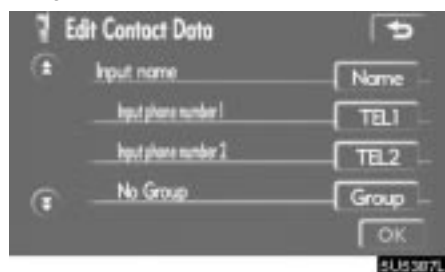 Edit Contact Data
Input name Name
Input phone number 1 TEL1
Input phone number 2 TEL2
No Group Group
OK